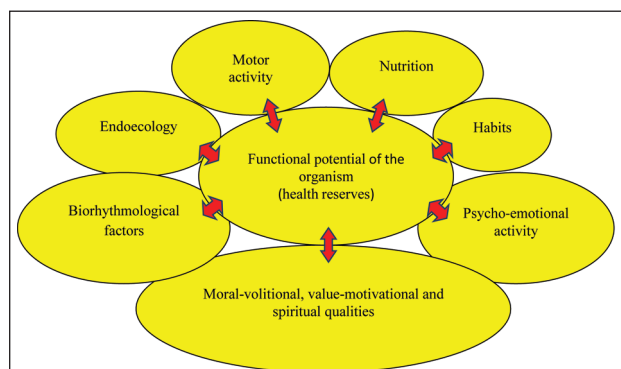 Motor
activity
Nutrition
Endoecology
Habits
Functional potential of the
organism
(health reserves)
Biorhythmological
factors
Psycho-emotional
activity
Moral-volitional, value-motivational and
spiritual qualities